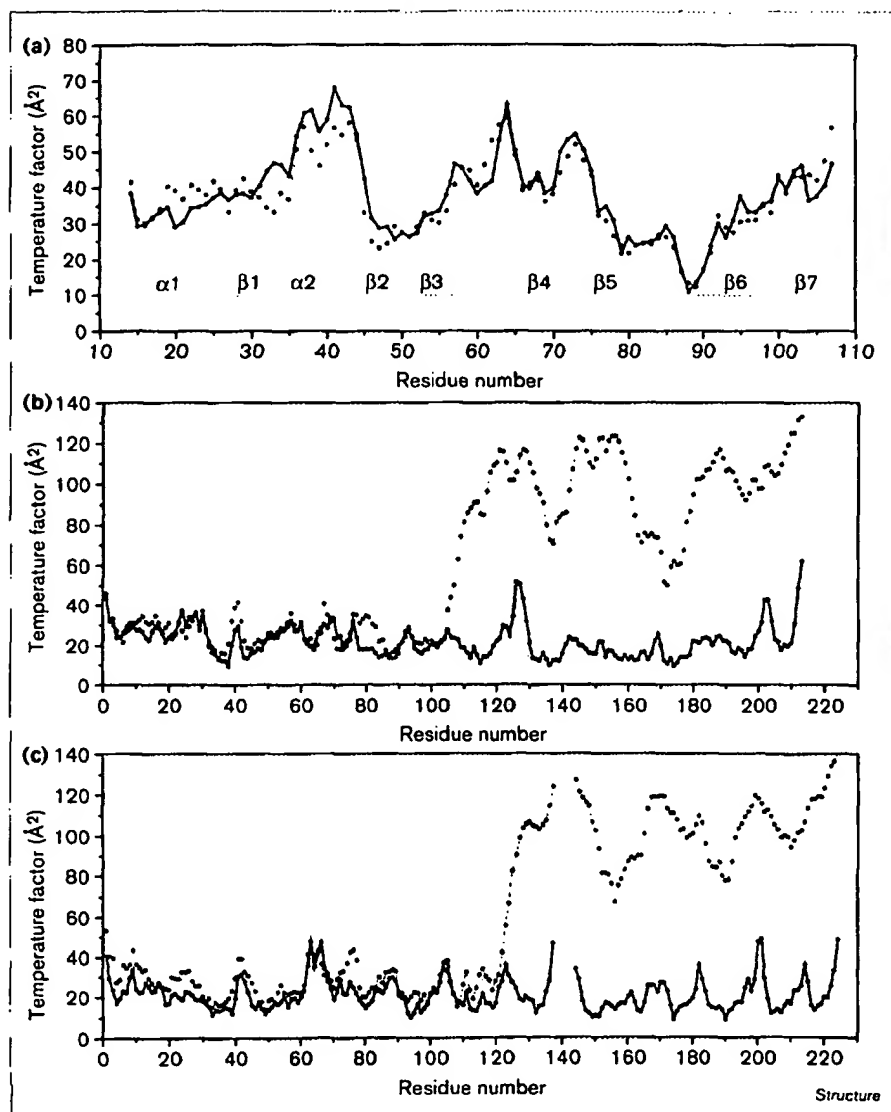 (a)
80
70
60
50
40
30
20
10
0
Temperature factor (Å²)
α1 β1 α2 β2 β3 β4 β5 β6 β7
10 20 30 40 50 60 70 80 90 100 110
Residue number
(b)
140
120
100
80
60
40
20
0
Temperature factor (Å²)
0 20 40 60 80 100 120 140 160 180 200 220
Residue number
(c)
140
120
100
80
60
40
20
0
Temperature factor (Å²)
0 20 40 60 80 100 120 140 160 180 200 220
Residue number
Structure